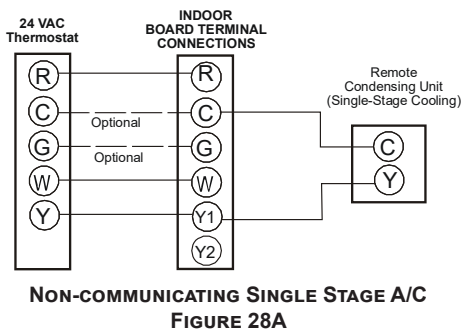 24 VAC
Thermostat
INDOOR
BOARD TERMINAL
CONNECTIONS
Remote
Condensing Unit
(Single-Stage Cooling)
R
R
C
Optional
C
C
G
Optional
G
Y
W
W
Y
Y1
Y2
NON-COMMUNICATING SINGLE STAGE A/C
FIGURE 28A